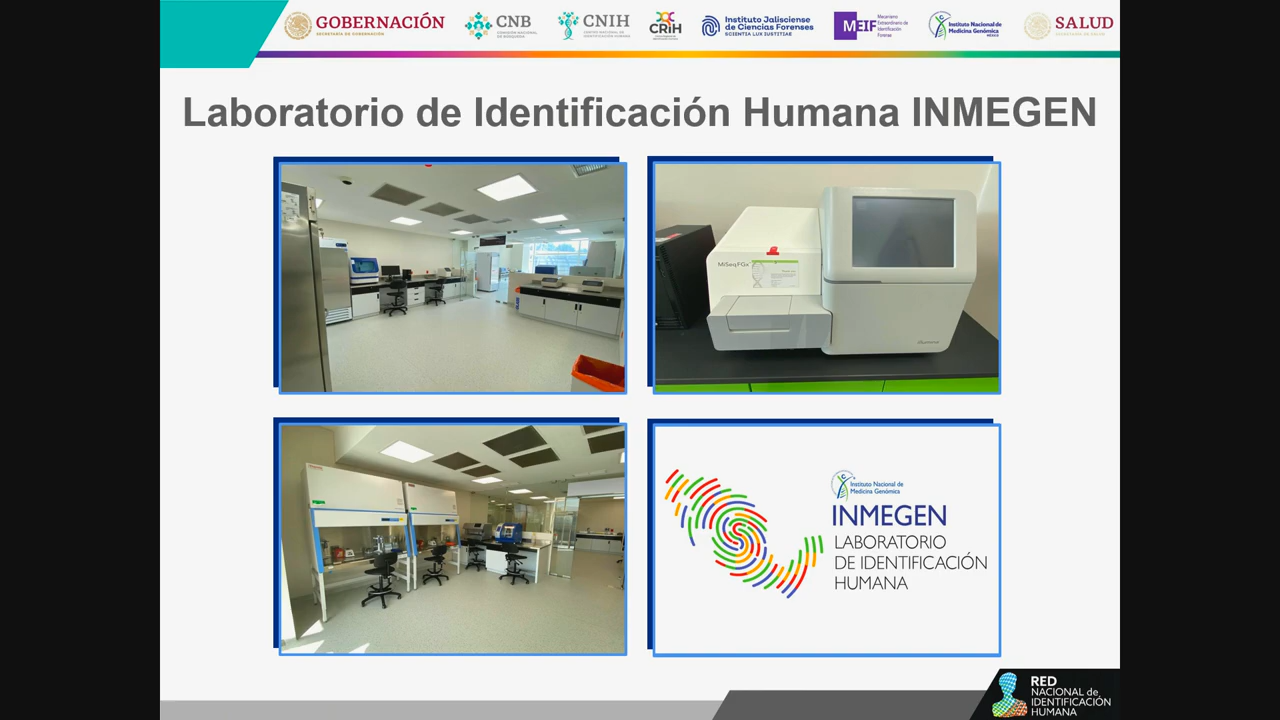 GOBERNACIÓN
SECRETARÍA DE GOBERNACIÓN
CNB
COMISIÓN NACIONAL
DE BÚSQUEDA
CNIH
CENTRO NACIONAL DE
IDENTIFICACIÓN HUMANA
CRIH
Instituto Jalisciense
de Ciencias Forenses
SCIENTIA LUX IUSTITIAE
MEIF
Mecanismo
Extraordinario de
Identificación
Forense
Instituto Nacional de
Medicina Genómica
MÉXICO
SALUD
SECRETARÍA DE SALUD
Laboratorio de Identificación Humana INMEGEN
MiSeqFGx
illumina
Instituto Nacional de
Medicina Genómica
INMEGEN
LABORATORIO
DE IDENTIFICACIÓN
HUMANA
RED
NACIONAL de
IDENTIFICACIÓN
HUMANA